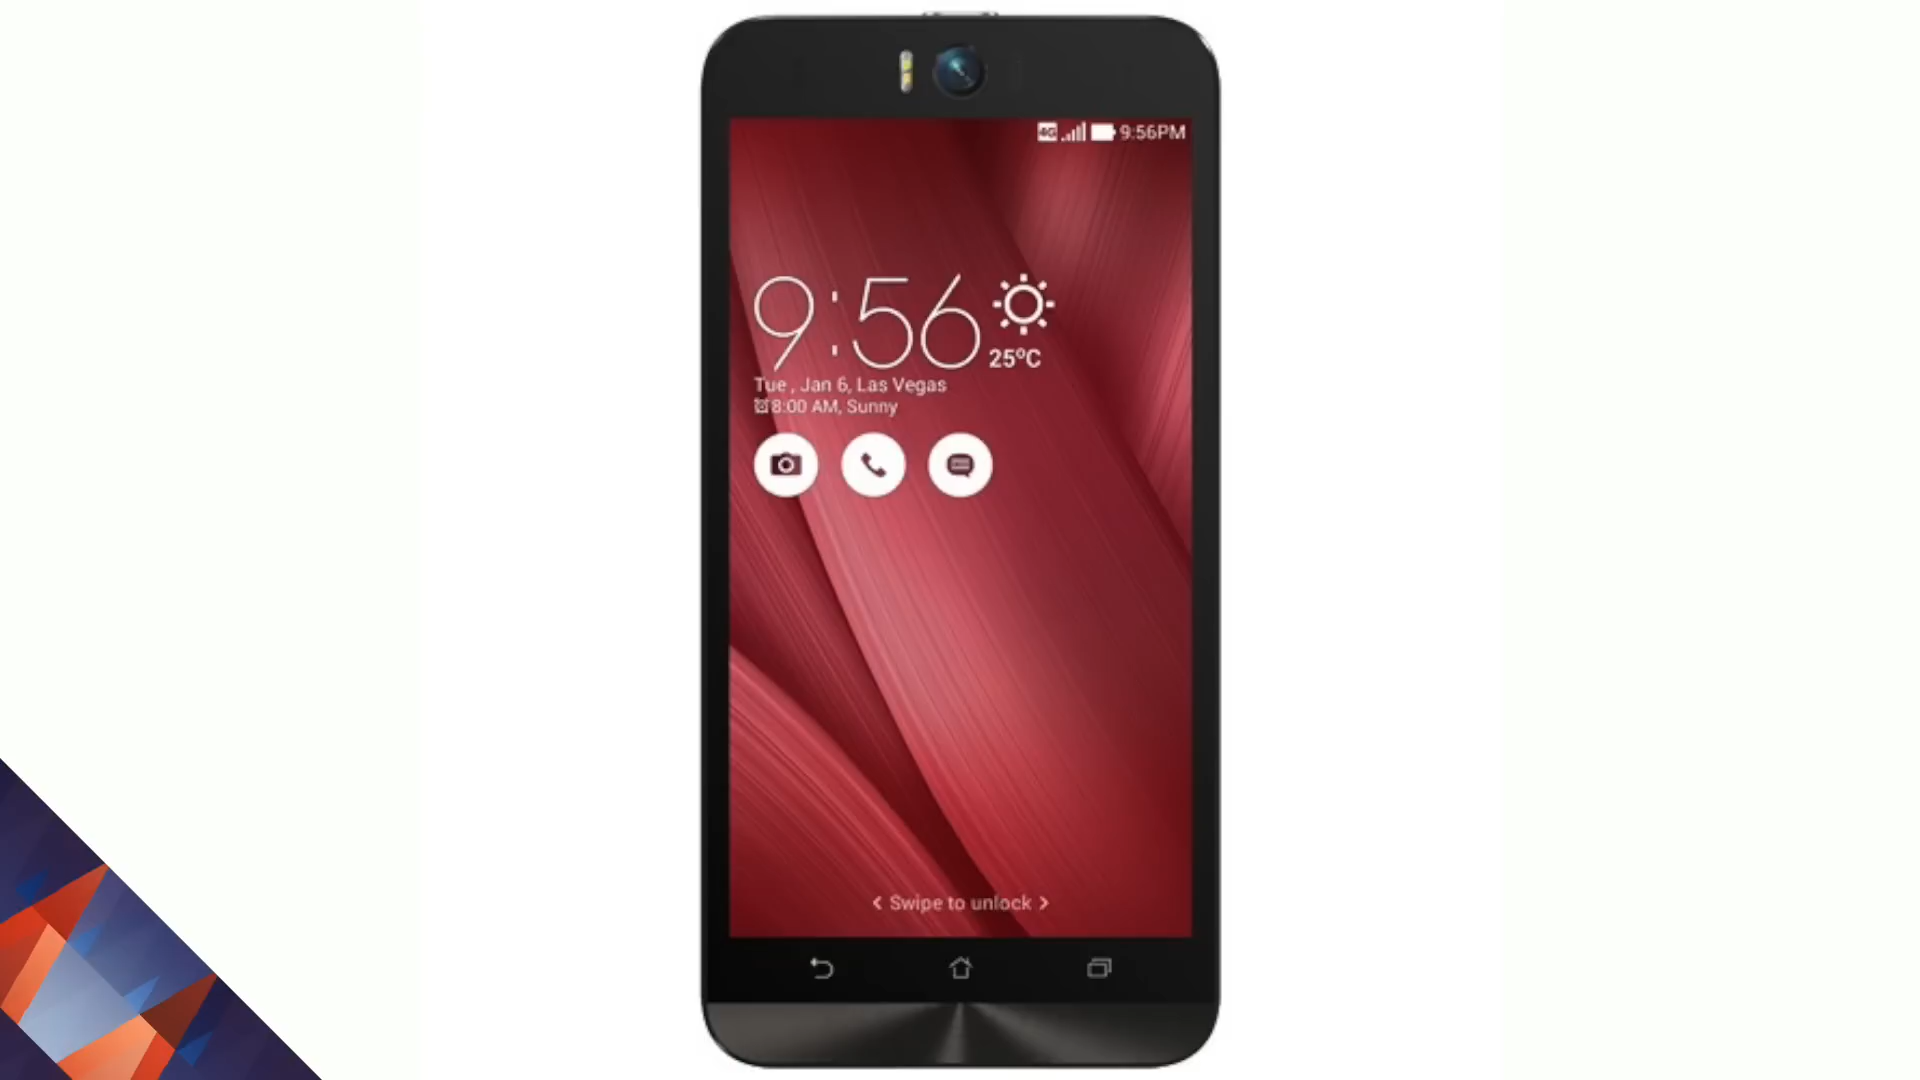 4G 9:56PM
9:56
25°C
Tue , Jan 6, Las Vegas
8:00 AM, Sunny
< Swipe to unlock >